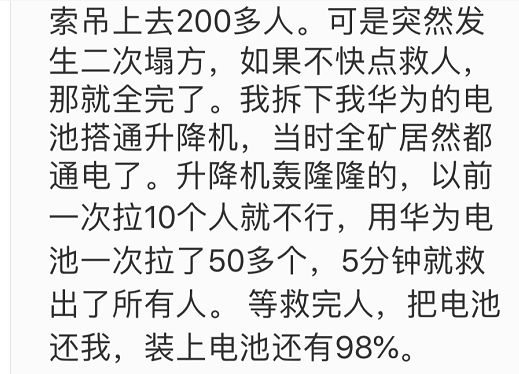 索吊上去200多人。可是突然发
生二次塌方，如果不快点救人，
那就全完了。我拆下我华为的电
池搭通升降机，当时全矿居然都
通电了。升降机轰隆隆的，以前
一次拉10个人就不行，用华为电
池一次拉了50多个，5分钟就救
出了所有人。 等救完人，把电池
还我，装上电池还有98%。